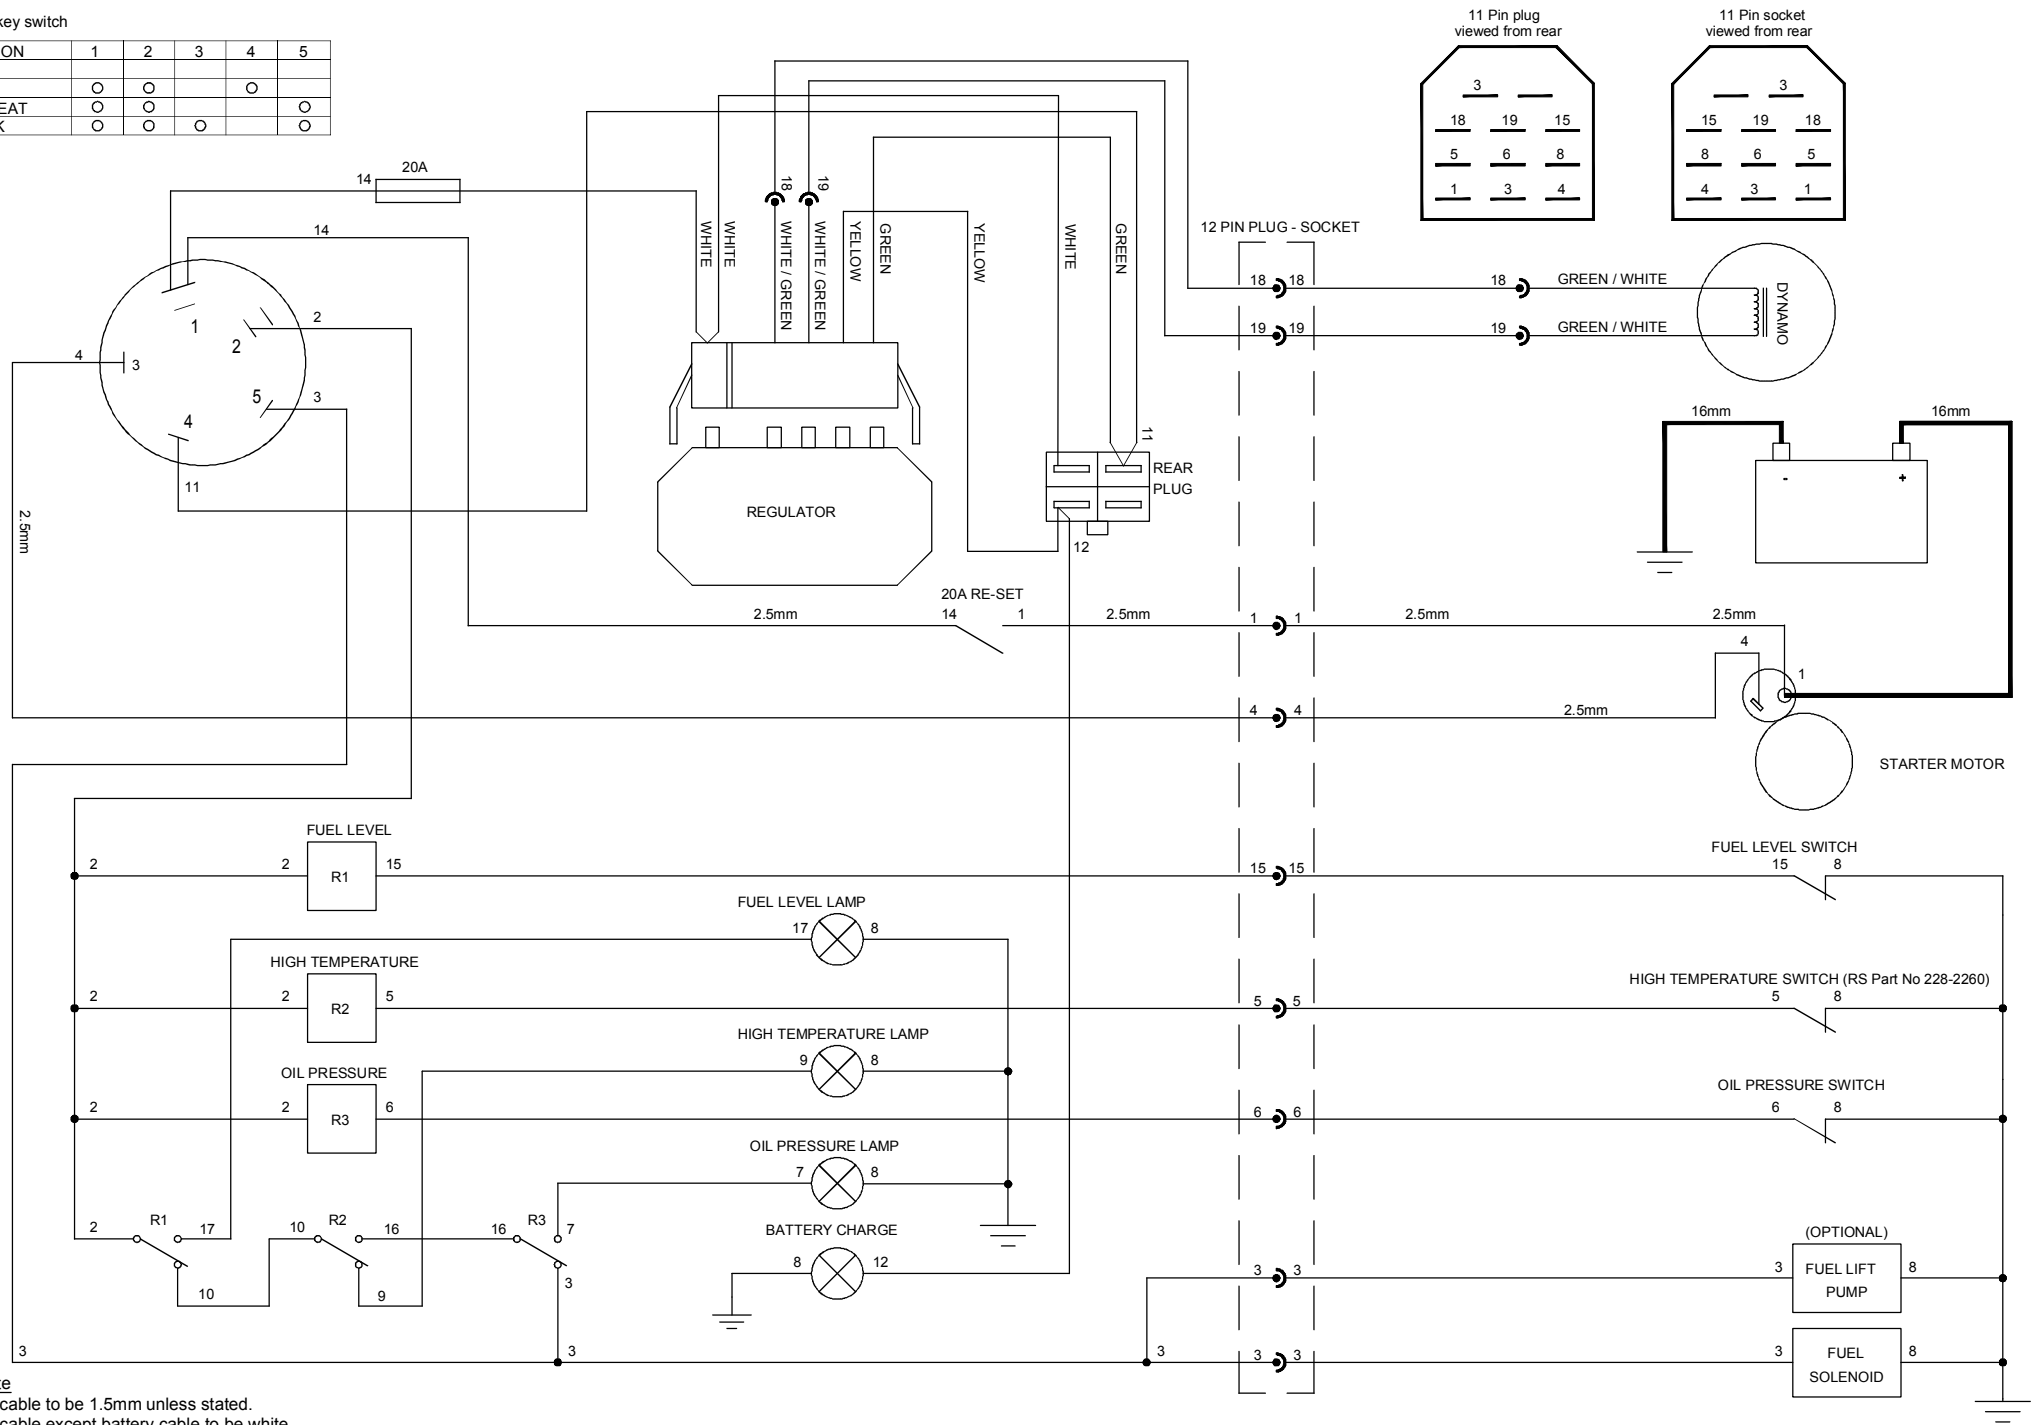 key switch
ON 1 2 3 4 5
EAT
K
11 Pin plug
viewed from rear
3
18 19 15
5 6 8
1 3 4
11 Pin socket
viewed from rear
3
15 19 18
8 6 5
4 3 1
14 20A
14
1
2 2
3 4
5 3
4
11
2.5mm
18 19
WHITE
WHITE
WHITE / GREEN
WHITE / GREEN
YELLOW
GREEN
YELLOW
WHITE
GREEN
REGULATOR
11
REAR
PLUG
12
12 PIN PLUG - SOCKET
18 18 18 GREEN / WHITE
19 19 19 GREEN / WHITE
DYNAMO
16mm 16mm
- +
20A RE-SET
2.5mm 14 1 2.5mm 1 1 2.5mm 2.5mm
4
1
4 4 2.5mm
STARTER MOTOR
FUEL LEVEL
2 2 R1 15 15 15
FUEL LEVEL SWITCH
15 8
FUEL LEVEL LAMP
17 8
HIGH TEMPERATURE
2 2 R2 5 5 5
HIGH TEMPERATURE SWITCH (RS Part No 228-2260)
5 8
HIGH TEMPERATURE LAMP
9 8
OIL PRESSURE
2 2 R3 6 6 6
OIL PRESSURE SWITCH
6 8
OIL PRESSURE LAMP
7 8
2 R1 17 10 R2 16 16 R3 7
10 9 3
BATTERY CHARGE
8 12
(OPTIONAL)
3 3 3 FUEL LIFT 8
PUMP
3 3 3 3 3 3 FUEL 8
SOLENOID
te
cable to be 1.5mm unless stated.
cable except battery cable to be white